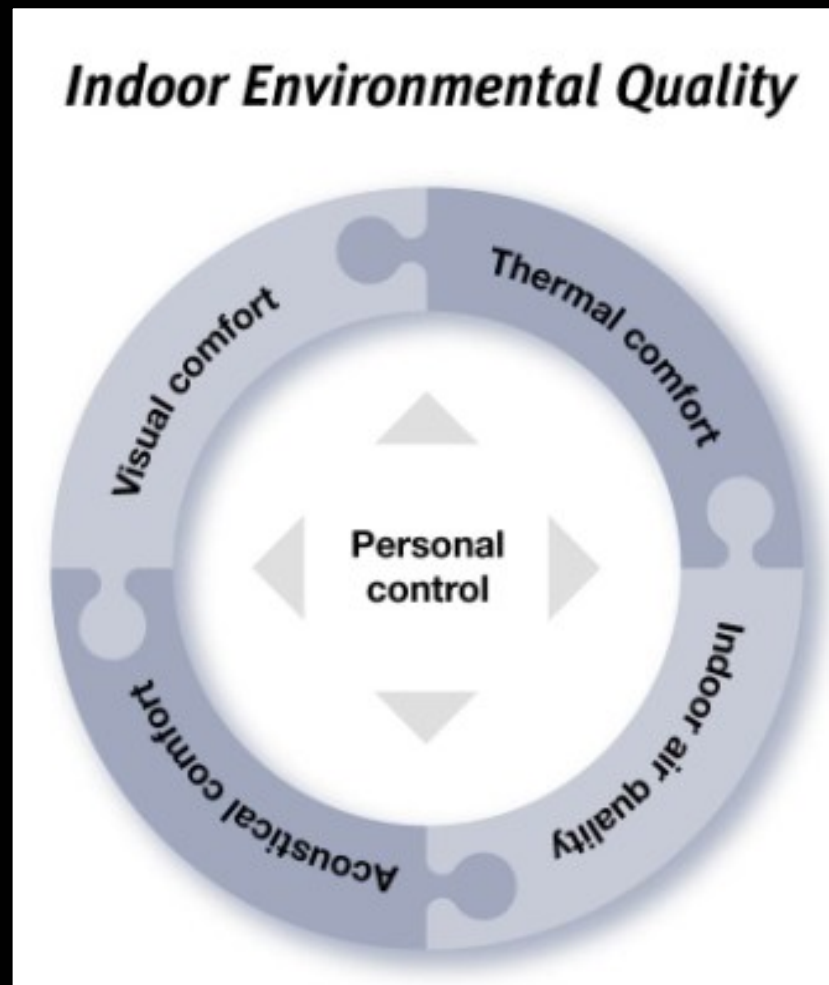 Indoor Environmental Quality
Thermal comfort
Indoor air quality
Acoustical comfort
Visual comfort
Personal
control